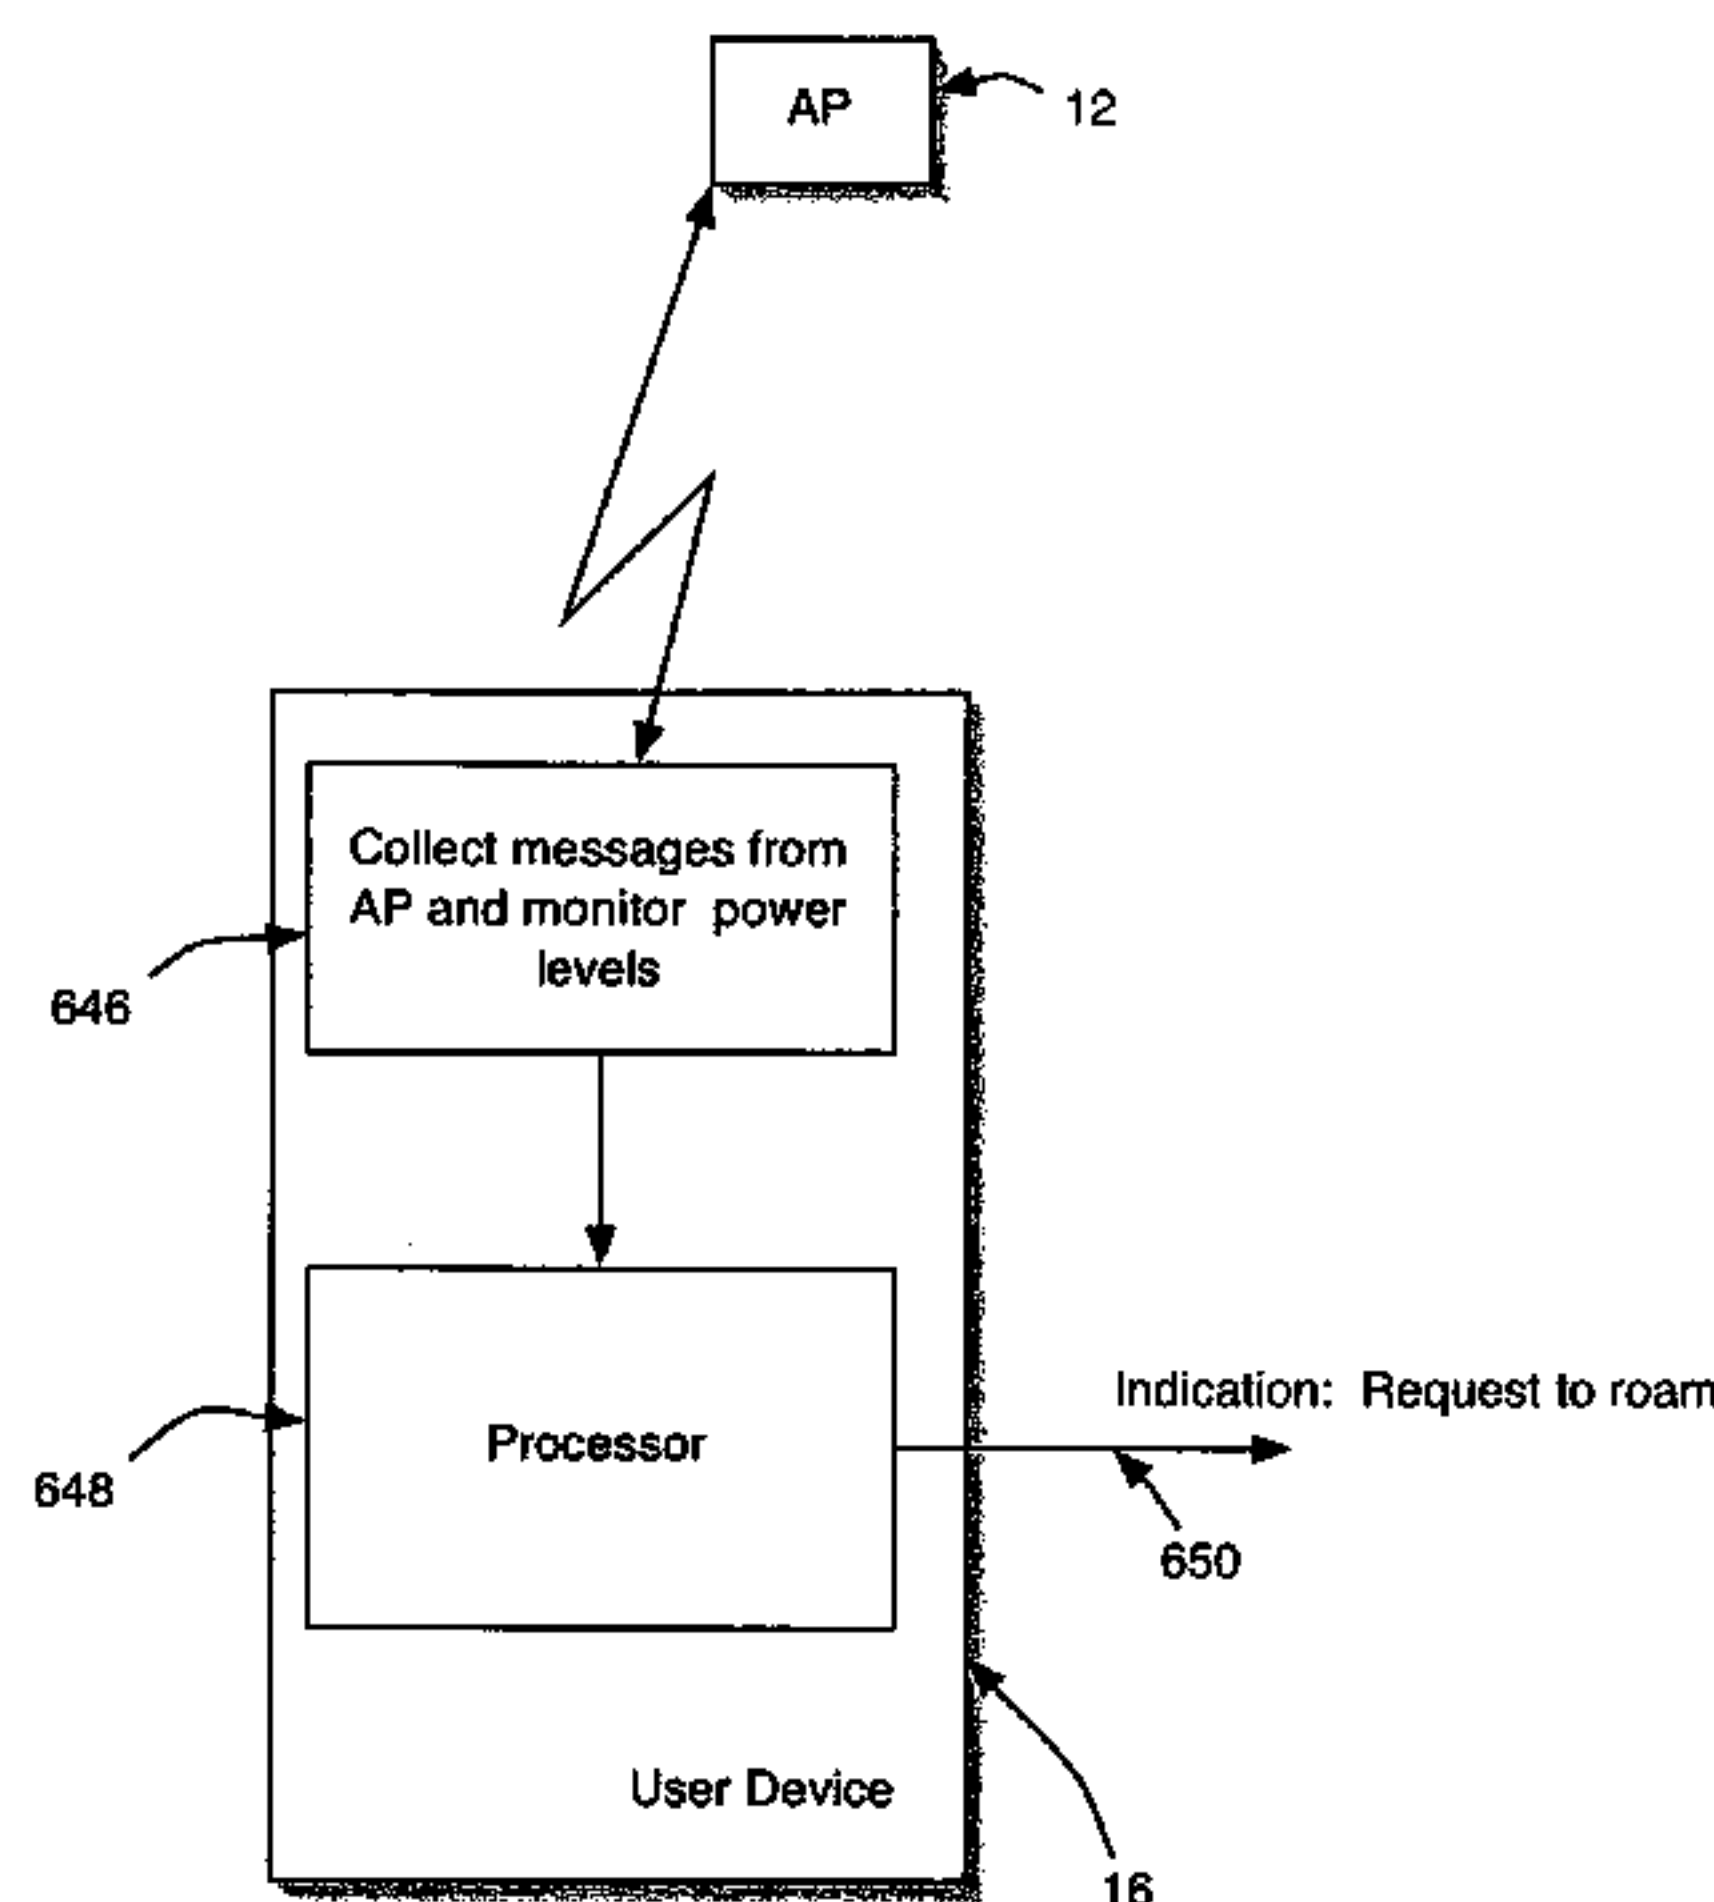 AP
12
Collect messages from
AP and monitor power
levels
646
Indication: Request to roam
Processor
648
650
User Device
16